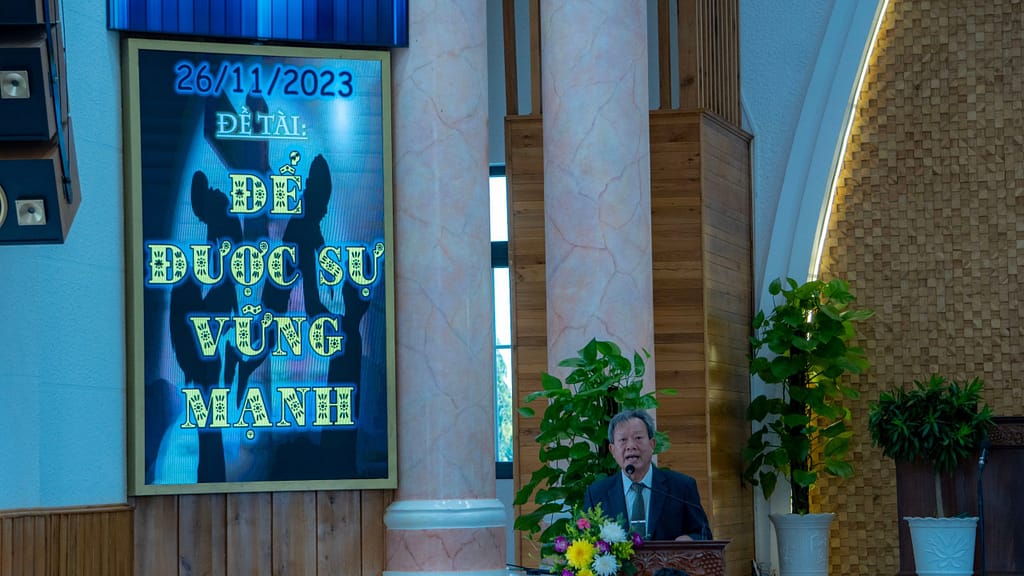 26/11/2023
ĐỀ TÀI:
ĐỂ
ĐƯỢC SỰ
VỮNG
MẠNH